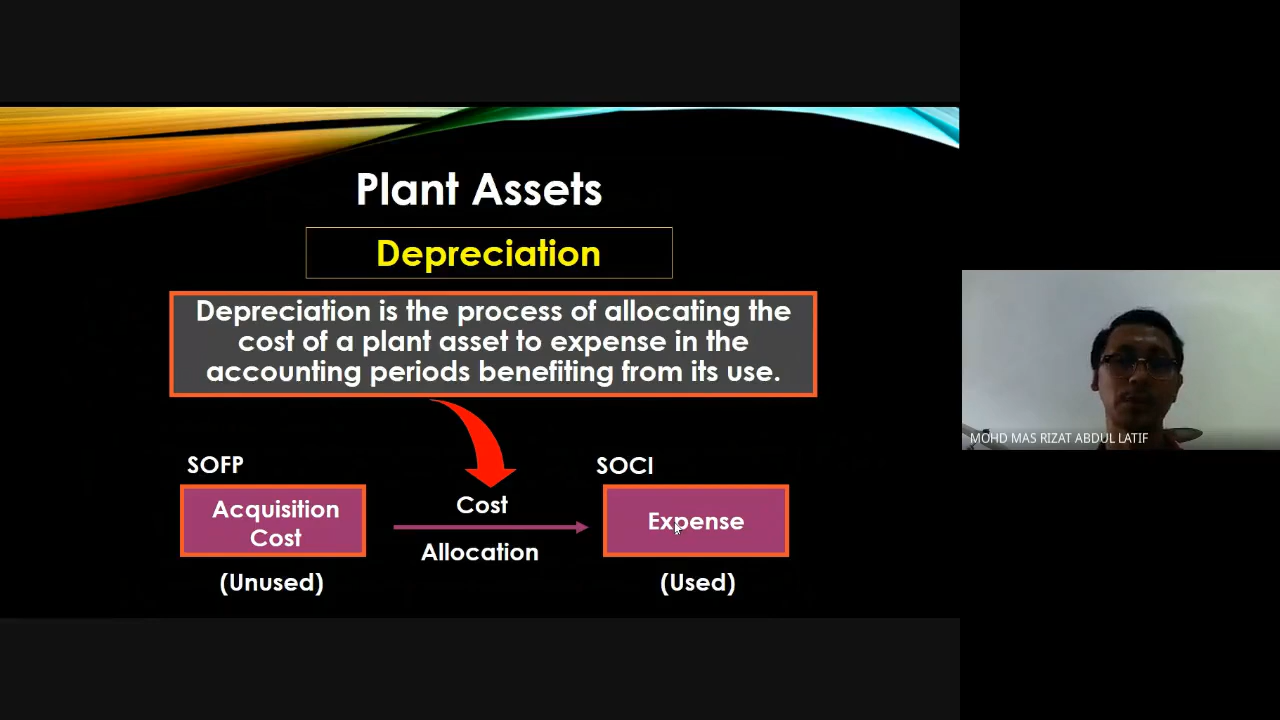 Plant Assets
Depreciation
Depreciation is the process of allocating the
cost of a plant asset to expense in the
accounting periods benefiting from its use.
SOFP
Acquisition
Cost
(Unused)
Cost
Allocation
SOCI
Expense
(Used)
MOHD MAS RIZAT ABDUL LATIF